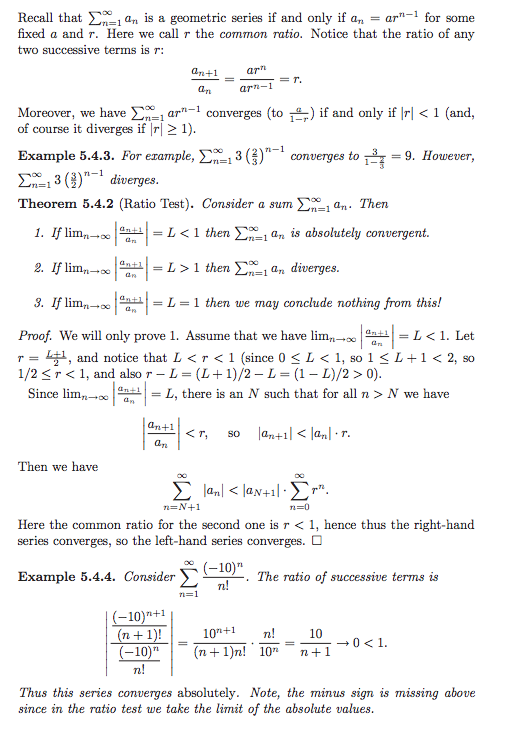 Recall that $\sum_{n=1}^{\infty} a_n$ is a geometric series if and only if $a_n = ar^{n-1}$ for some
fixed $a$ and $r$. Here we call $r$ the common ratio. Notice that the ratio of any
two successive terms is $r$:
$\frac{a_{n+1}}{a_n} = \frac{ar^n}{ar^{n-1}} = r.$
Moreover, we have $\sum_{n=1}^{\infty} ar^{n-1}$ converges (to $\frac{a}{1-r}$) if and only if $|r| < 1$ (and,
of course it diverges if $|r| \geq 1$).
Example 5.4.3. For example, $\sum_{n=1}^{\infty} 3\left(\frac{2}{3}\right)^{n-1}$ converges to $\frac{3}{1-\frac{2}{3}} = 9$. However,
$\sum_{n=1}^{\infty} 3\left(\frac{3}{2}\right)^{n-1}$ diverges.
Theorem 5.4.2 (Ratio Test). Consider a sum $\sum_{n=1}^{\infty} a_n$. Then
1. If $\lim_{n\to\infty} \left|\frac{a_{n+1}}{a_n}\right| = L < 1$ then $\sum_{n=1}^{\infty} a_n$ is absolutely convergent.
2. If $\lim_{n\to\infty} \left|\frac{a_{n+1}}{a_n}\right| = L > 1$ then $\sum_{n=1}^{\infty} a_n$ diverges.
3. If $\lim_{n\to\infty} \left|\frac{a_{n+1}}{a_n}\right| = L = 1$ then we may conclude nothing from this!
Proof. We will only prove 1. Assume that we have $\lim_{n\to\infty} \left|\frac{a_{n+1}}{a_n}\right| = L < 1$. Let
$r = \frac{L+1}{2}$, and notice that $L < r < 1$ (since $0 \leq L < 1$, so $1 \leq L + 1 < 2$, so
$1/2 \leq r < 1$, and also $r - L = (L + 1)/2 - L = (1 - L)/2 > 0$).
Since $\lim_{n\to\infty} \left|\frac{a_{n+1}}{a_n}\right| = L$, there is an $N$ such that for all $n > N$ we have
$\left|\frac{a_{n+1}}{a_n}\right| < r,$ so $|a_{n+1}| < |a_n| \cdot r.$
Then we have
$\sum_{n=N+1}^{\infty} |a_n| < |a_{N+1}| \cdot \sum_{n=0}^{\infty} r^n.$
Here the common ratio for the second one is $r < 1$, hence thus the right-hand
series converges, so the left-hand series converges. □
Example 5.4.4. Consider $\sum_{n=1}^{\infty} \frac{(-10)^n}{n!}$. The ratio of successive terms is
$\left|\frac{\frac{(-10)^{n+1}}{(n+1)!}}{\frac{(-10)^n}{n!}}\right| = \frac{10^{n+1}}{(n+1)n!} \cdot \frac{n!}{10^n} = \frac{10}{n+1} \to 0 < 1.$
Thus this series converges absolutely. Note, the minus sign is missing above
since in the ratio test we take the limit of the absolute values.